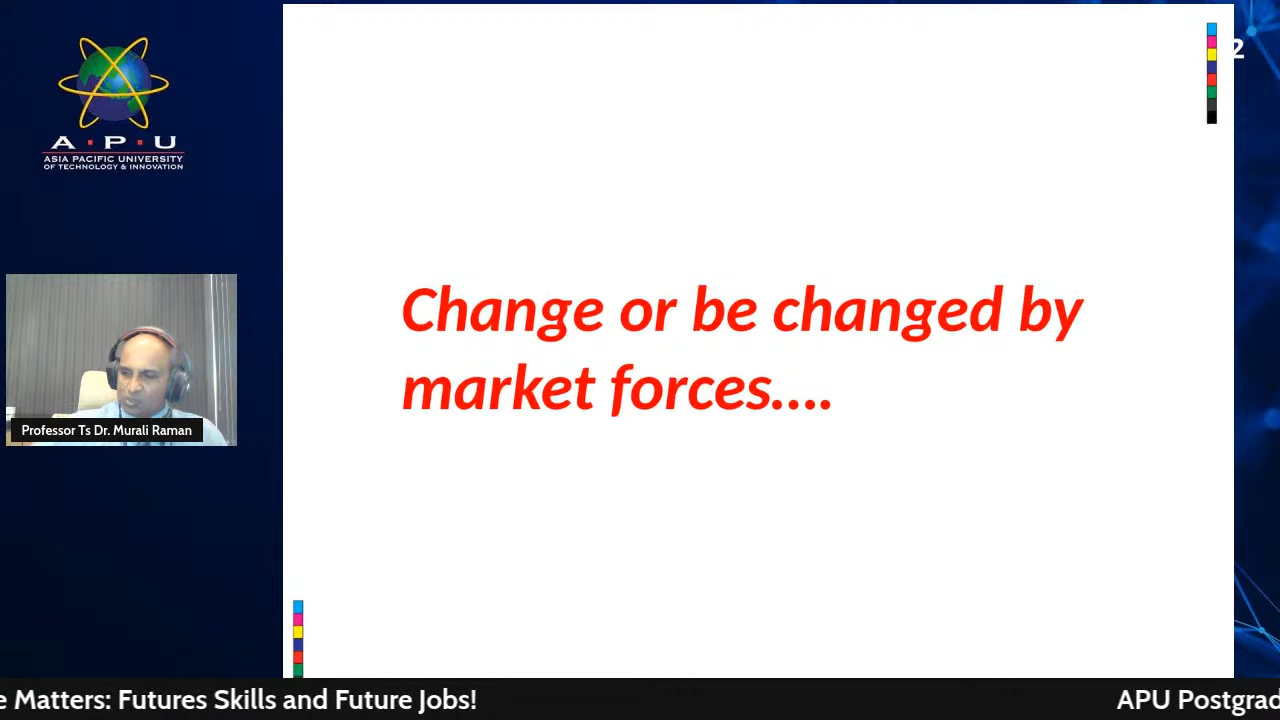 A·P·U
ASIA PACIFIC UNIVERSITY
OF TECHNOLOGY & INNOVATION
2
Change or be changed by
market forces....
Professor Ts Dr. Murali Raman
e Matters: Futures Skills and Future Jobs!
APU Postgrad